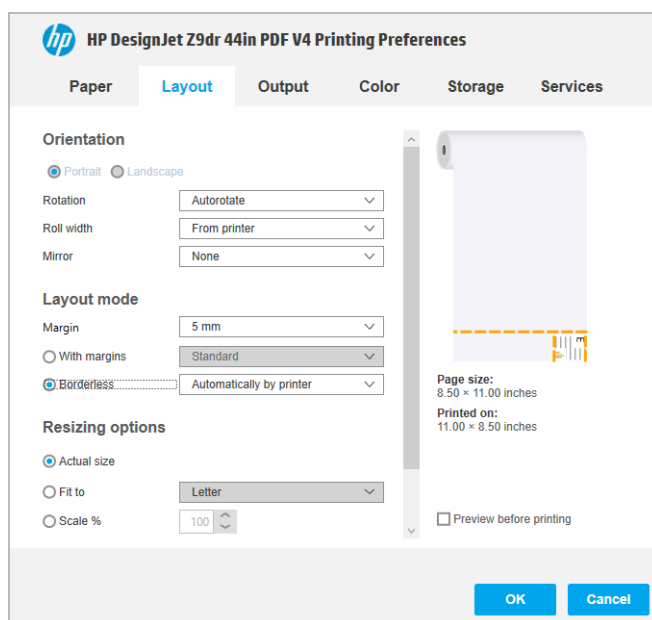 hp HP DesignJet Z9dr 44in PDF V4 Printing Preferences
Paper Layout Output Color Storage Services
Orientation
Portrait Landscape
Rotation Autorotate
Roll width From printer
Mirror None
Layout mode
Margin 5 mm
With margins Standard
Borderless Automatically by printer
Resizing options
Actual size
Fit to Letter
Scale % 100
Page size:
8.50 × 11.00 inches
Printed on:
11.00 × 8.50 inches
Preview before printing
OK Cancel